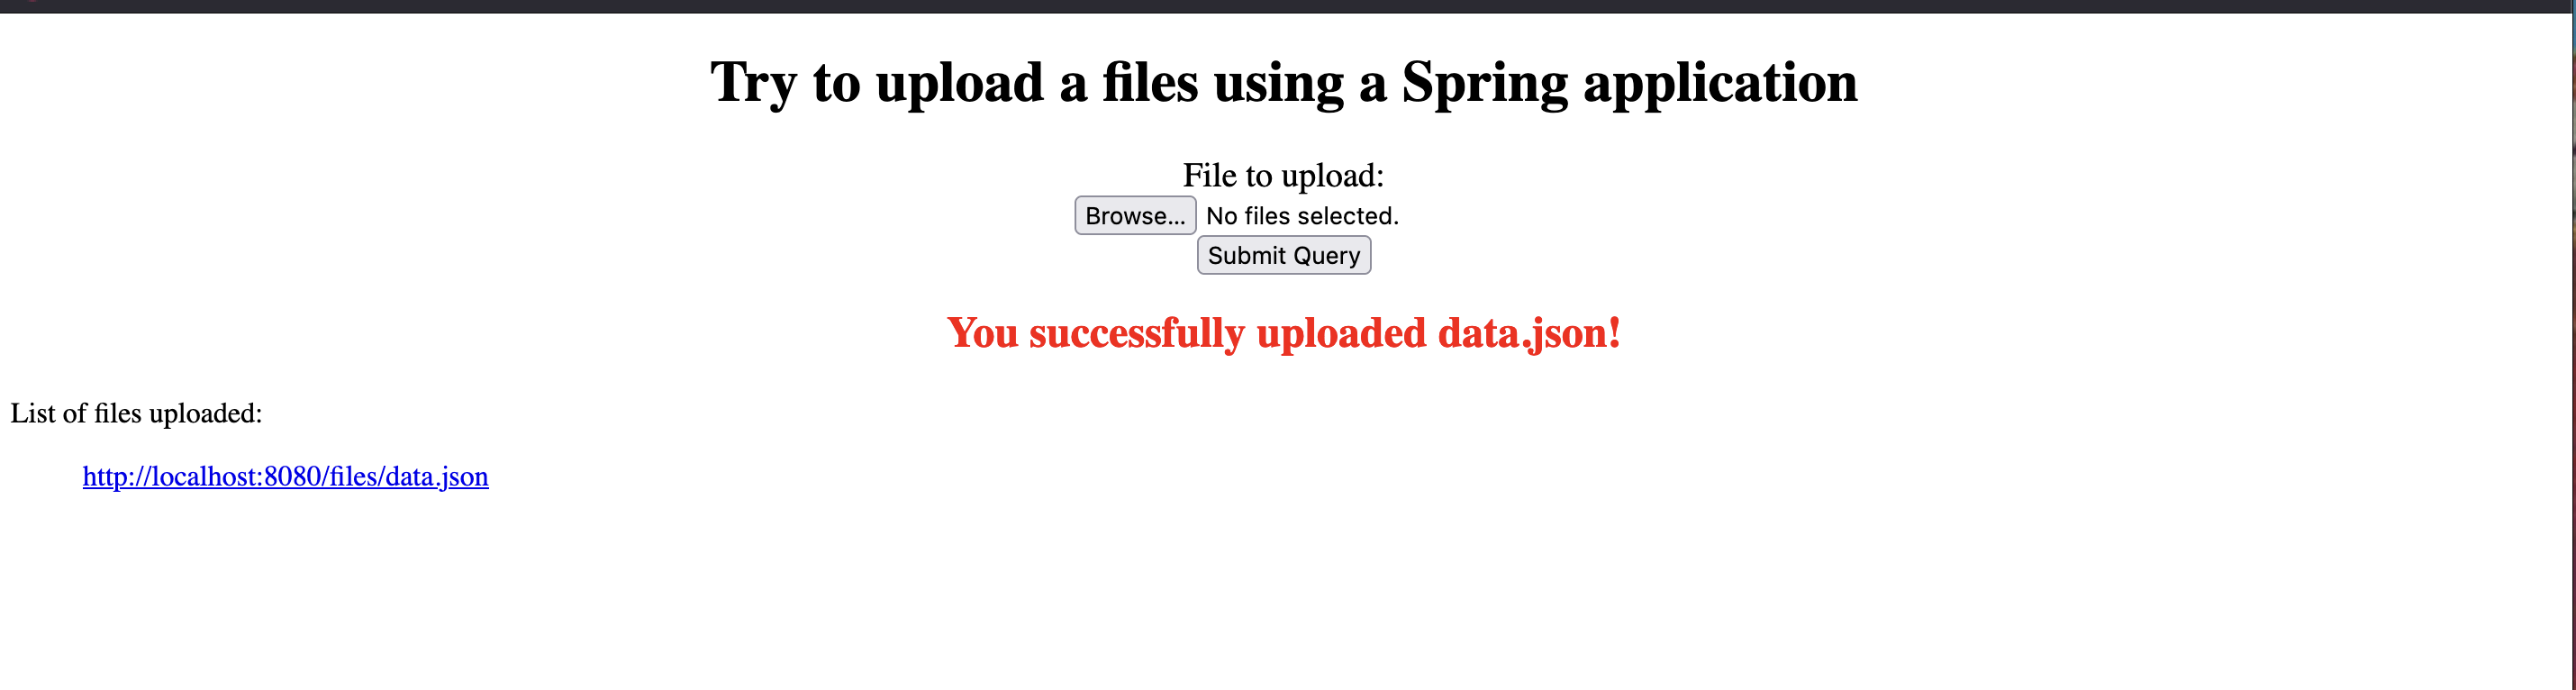 Try to upload a files using a Spring application
File to upload:
Browse... No files selected.
Submit Query
You successfully uploaded data.json!
List of files uploaded:
http://localhost:8080/files/data.json